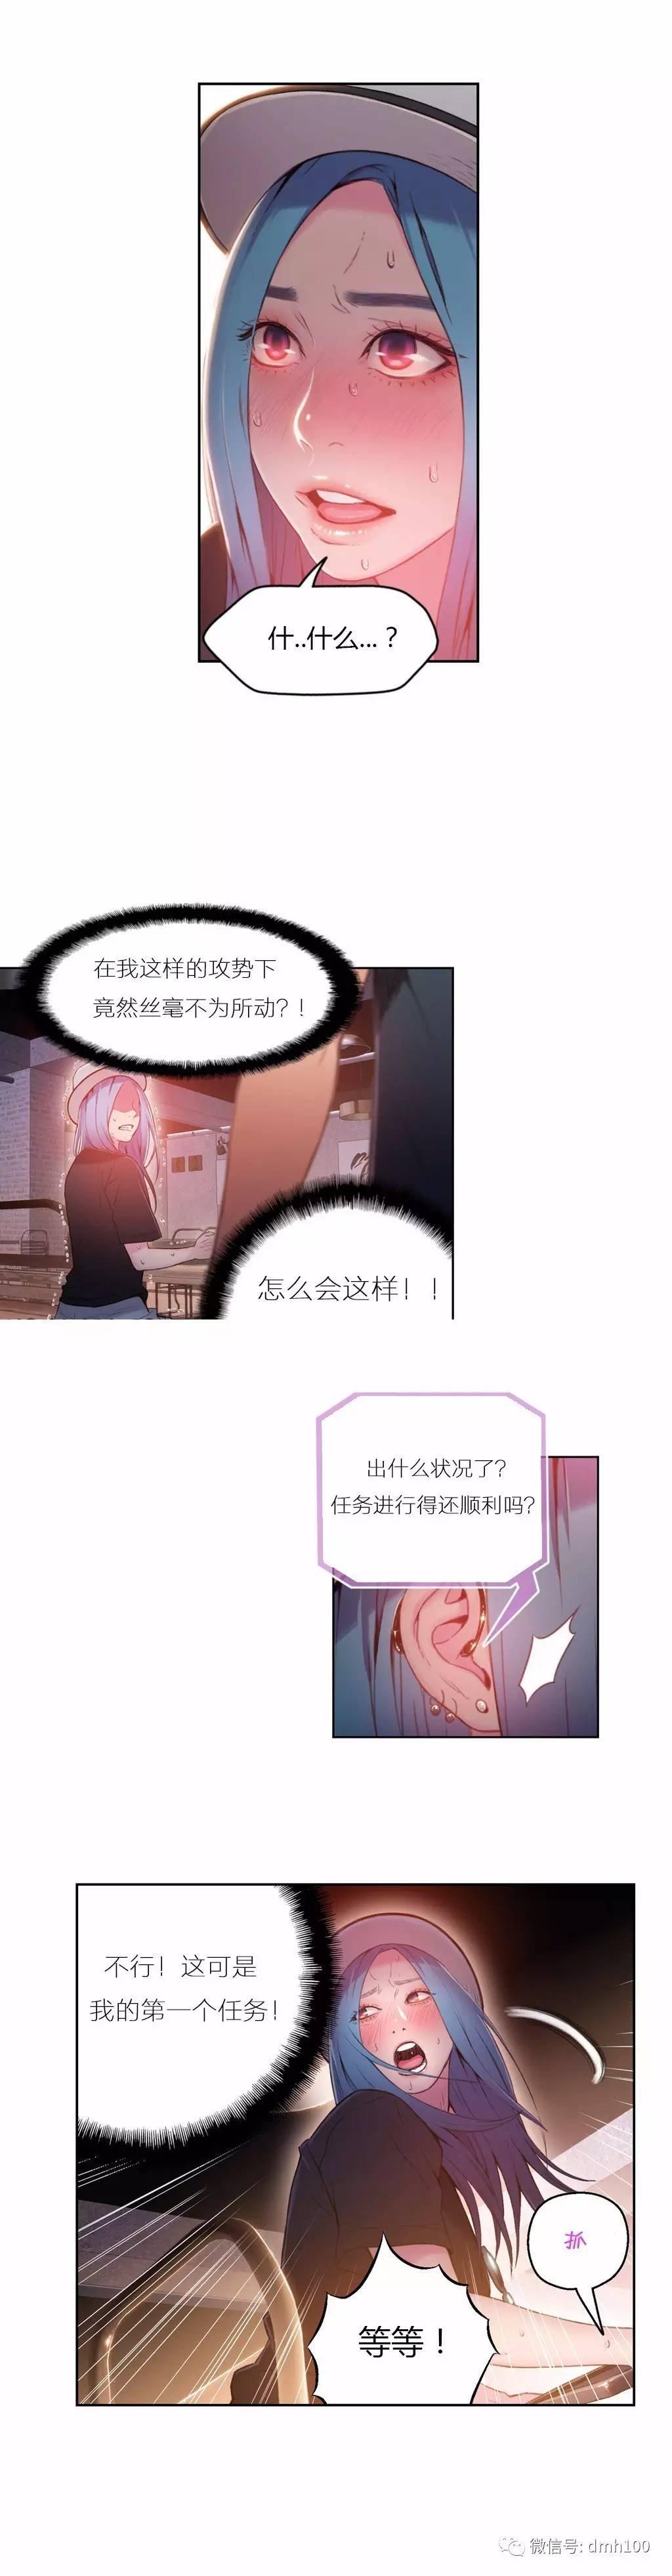 什..什么...？
在我这样的攻势下
竟然丝毫不为所动？！
怎么会这样！！
出什么状况了？
任务进行得还顺利吗？
不行！这可是
我的第一个任务！
抓
等等！
微信号: dmh100